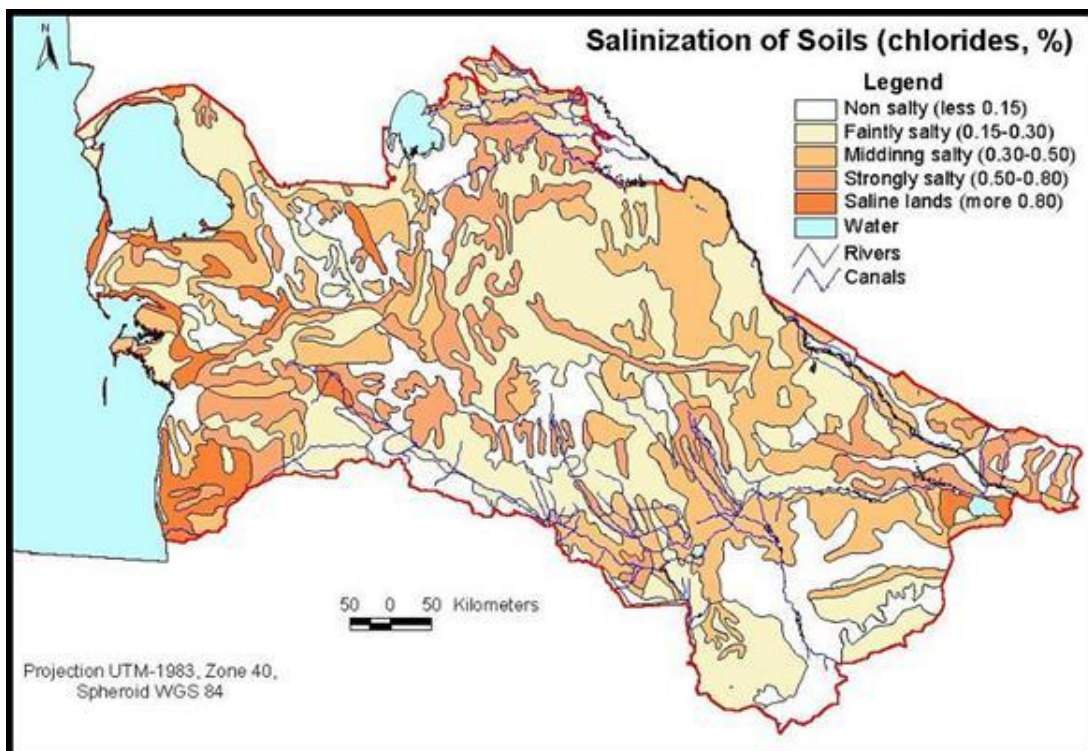 N
Salinization of Soils (chlorides, %)
Legend
Non salty (less 0.15)
Faintly salty (0.15-0.30)
Middinng salty (0.30-0.50)
Strongly salty (0.50-0.80)
Saline lands (more 0.80)
Water
Rivers
Canals
50 0 50 Kilometers
Projection UTM-1983, Zone 40,
Spheroid WGS 84